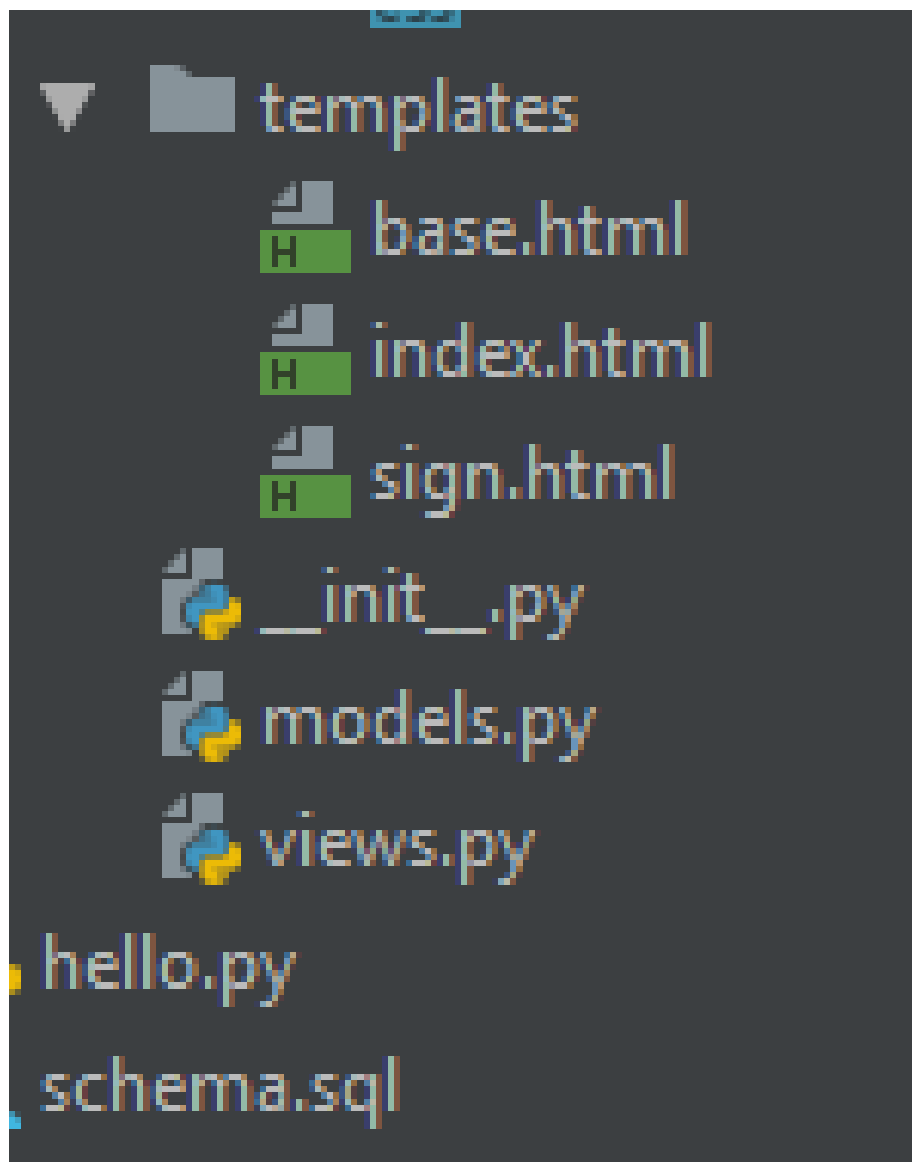 templates
H base.html
H index.html
H sign.html
__init__.py
models.py
views.py
hello.py
schema.sql